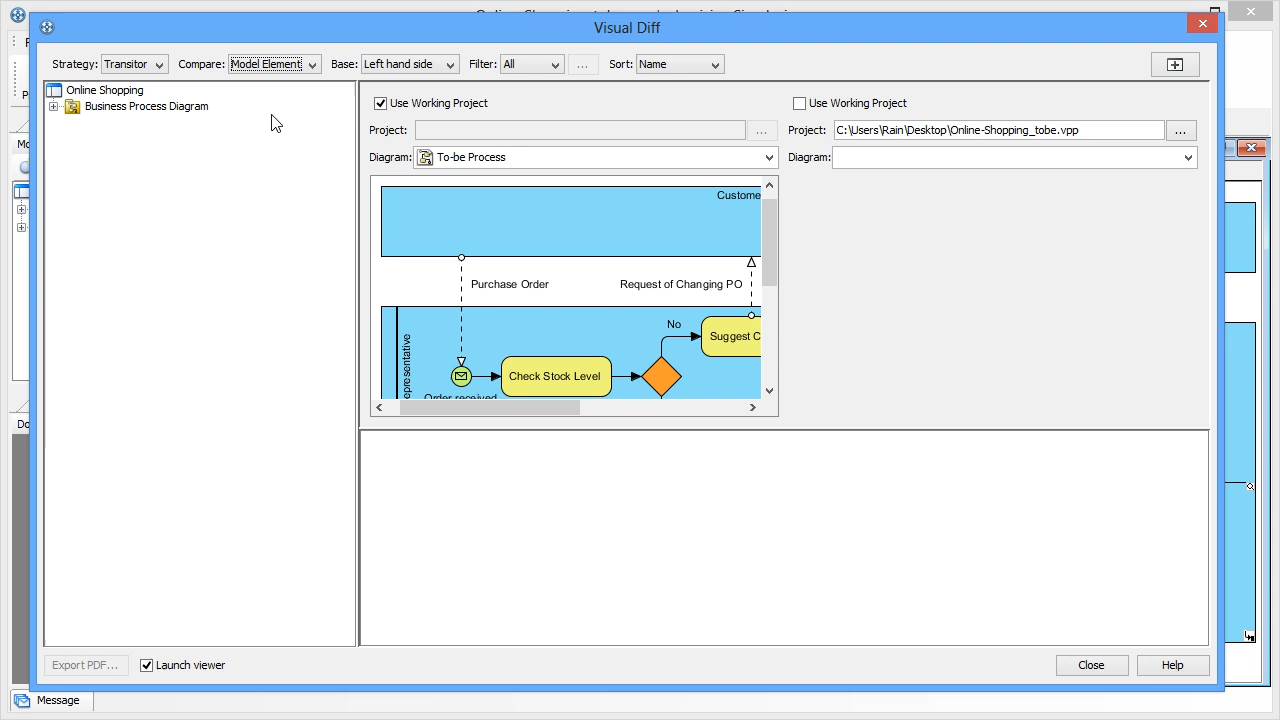 Visual Diff
Strategy: Transitor Compare: Model Element Base: Left hand side Filter: All ... Sort: Name
Online Shopping
Business Process Diagram
Use Working Project
Project: ...
Diagram: To-be Process
Use Working Project
Project: C:\Users\Rain\Desktop\Online-Shopping_tobe.vpp ...
Diagram:
Custome
Purchase Order
Request of Changing PO
No
Suggest C
epresentative
Check Stock Level
Order received
Export PDF...
Launch viewer
Close
Help
Message